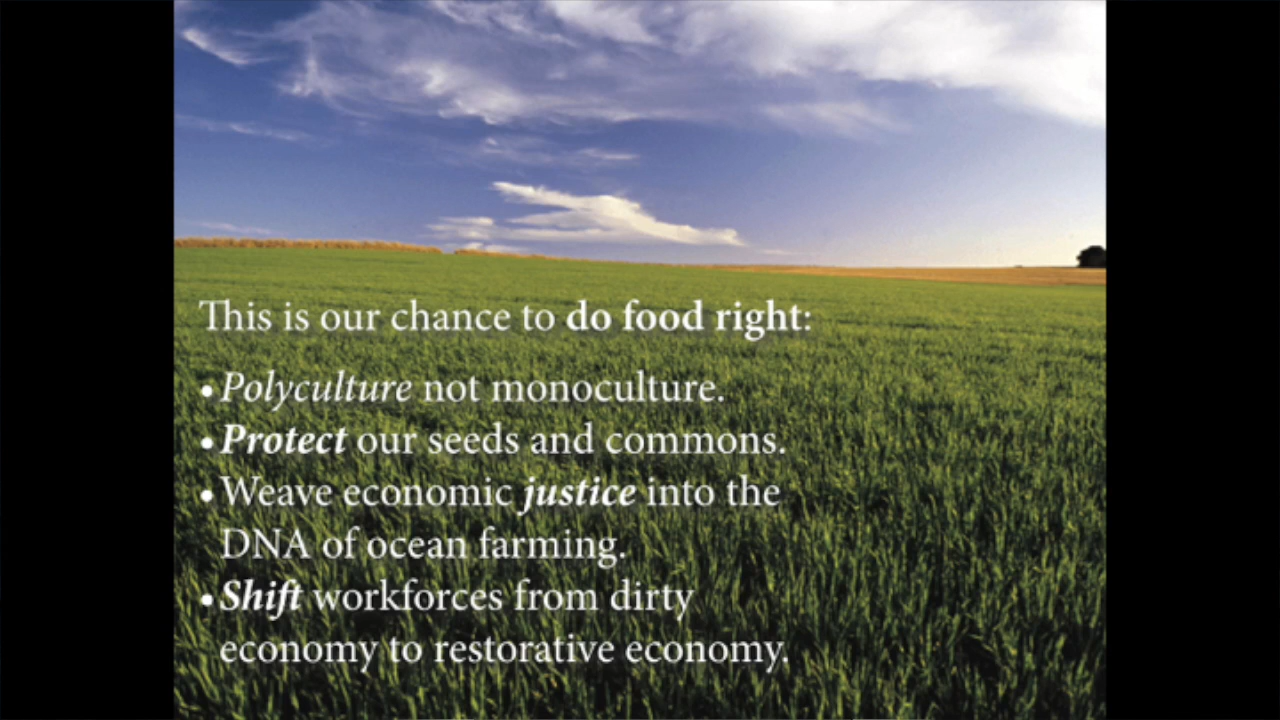 This is our chance to do food right:
• Polyculture not monoculture.
• Protect our seeds and commons.
• Weave economic justice into the
DNA of ocean farming.
• Shift workforces from dirty
economy to restorative economy.